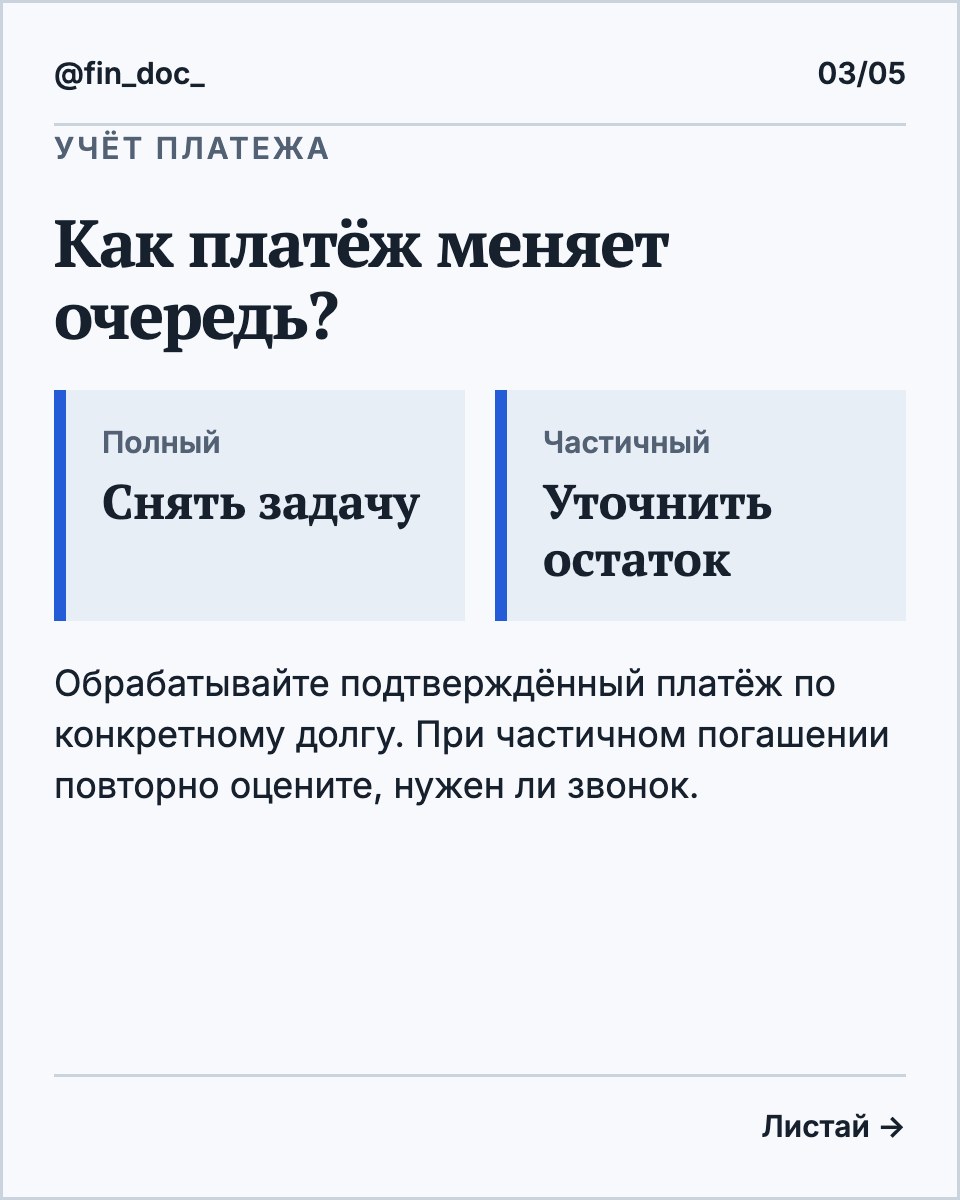 @fin_doc_
03/05
УЧЁТ ПЛАТЕЖА
Как платёж меняет
очередь?
Полный
Снять задачу
Частичный
Уточнить
остаток
Обрабатывайте подтверждённый платёж по
конкретному долгу. При частичном погашении
повторно оцените, нужен ли звонок.
Листай →